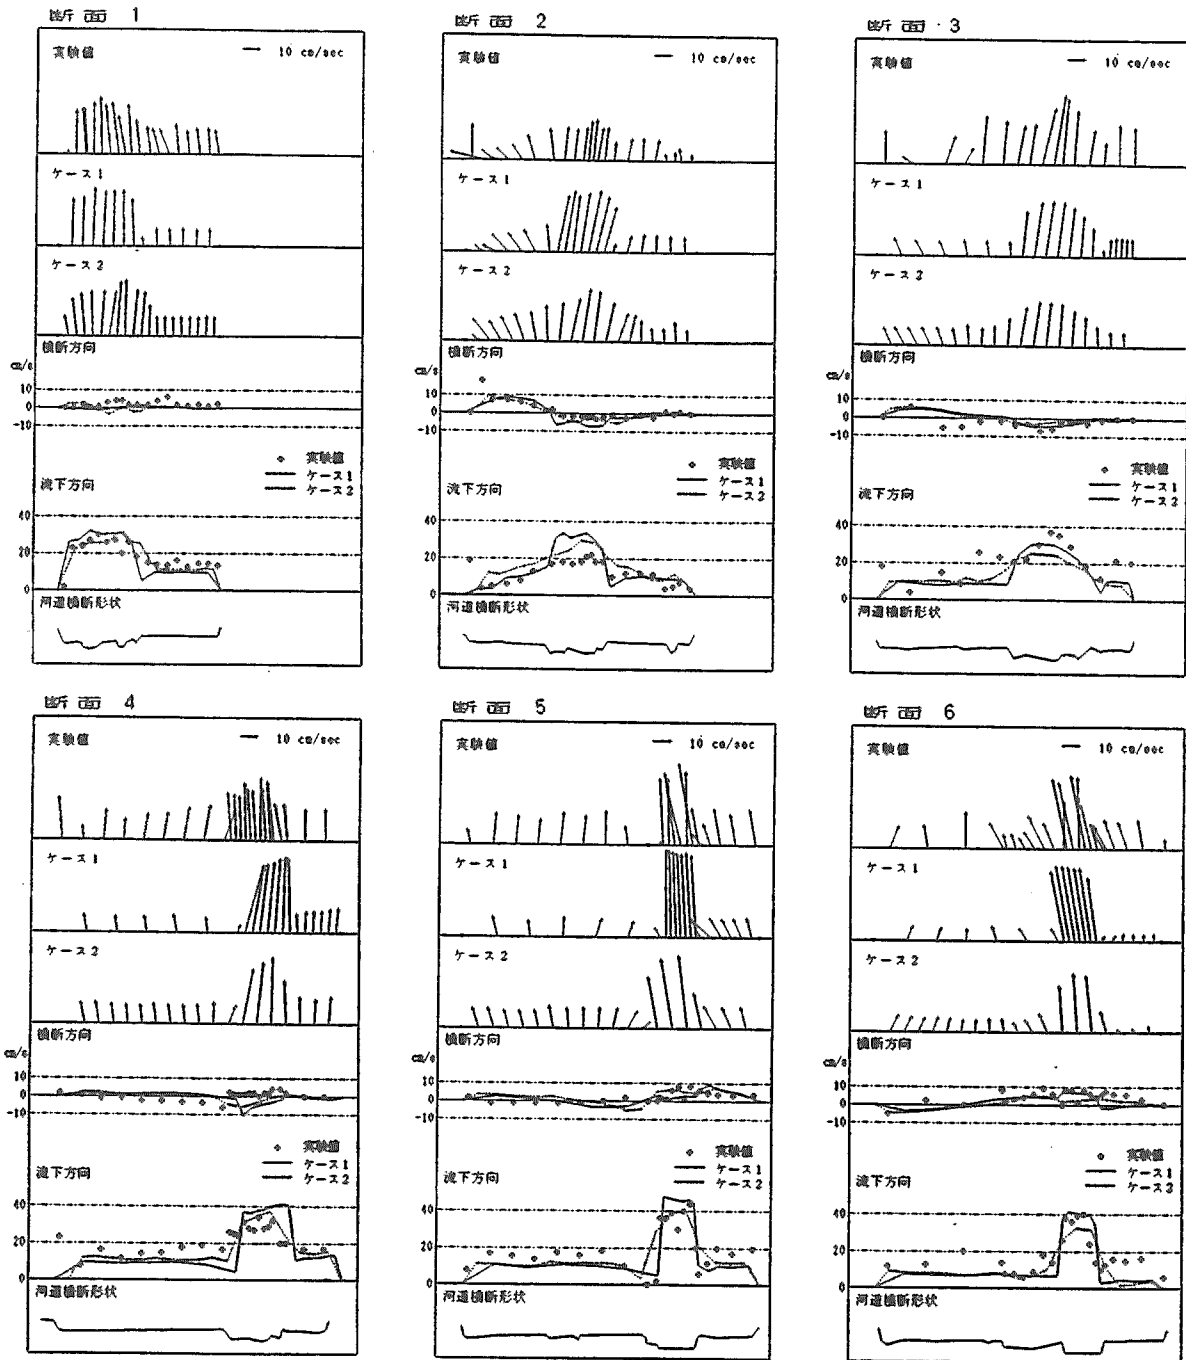 断面 1
実験値
10 cm/sec
ケース1
ケース2
横断方向
cm/s
10
0
-10
実験値
ケース1
ケース2
流下方向
40
20
0
河道横断形状
断面 2
実験値
10 cm/sec
ケース1
ケース2
横断方向
cm/s
10
0
-10
実験値
ケース1
ケース2
流下方向
40
20
0
河道横断形状
断面 3
実験値
10 cm/sec
ケース1
ケース2
横断方向
cm/s
10
0
-10
実験値
ケース1
ケース2
流下方向
40
20
0
河道横断形状
断面 4
実験値
10 cm/sec
ケース1
ケース2
横断方向
cm/s
10
0
-10
実験値
ケース1
ケース2
流下方向
40
20
0
河道横断形状
断面 5
実験値
10 cm/sec
ケース1
ケース2
横断方向
cm/s
10
0
-10
実験値
ケース1
ケース2
流下方向
40
20
0
河道横断形状
断面 6
実験値
10 cm/sec
ケース1
ケース2
横断方向
cm/s
10
0
-10
実験値
ケース1
ケース2
流下方向
40
20
0
河道横断形状